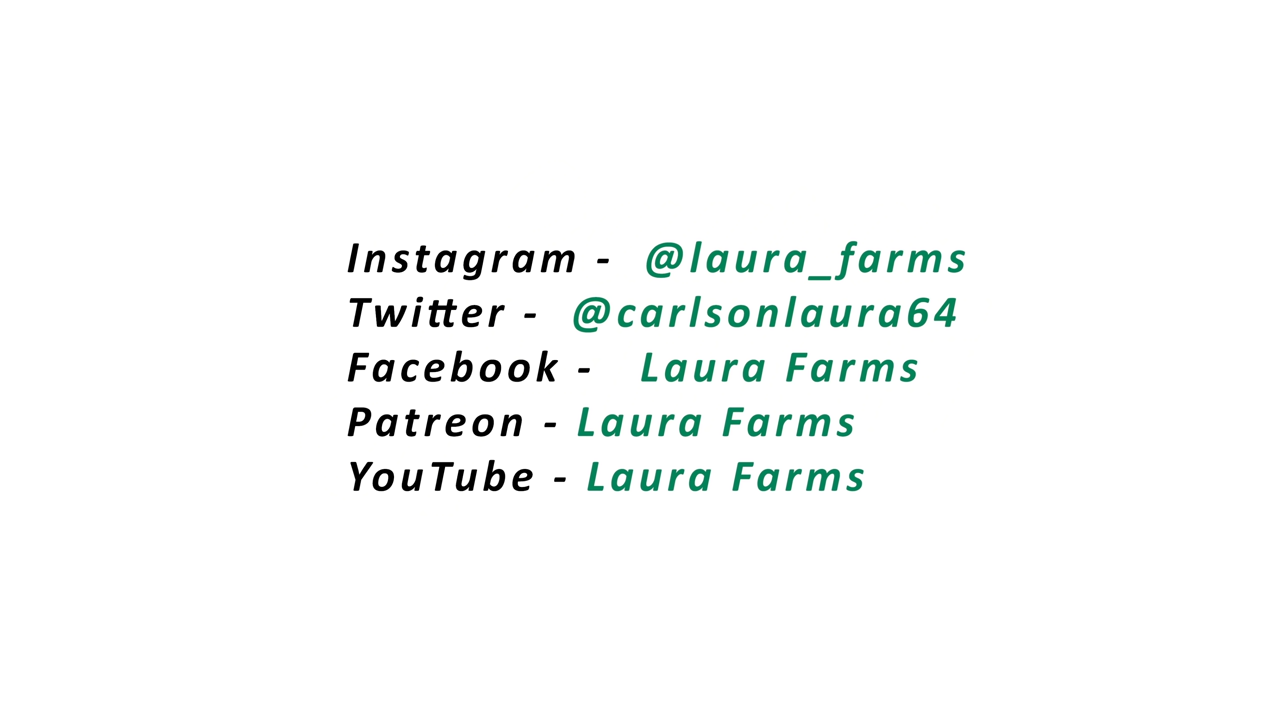 Instagram - @laura_farms
Twitter - @carlsonlaura64
Facebook - Laura Farms
Patreon - Laura Farms
YouTube - Laura Farms